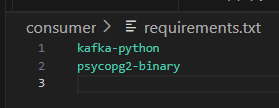 consumer > requirements.txt
1 kafka-python
2 psycopg2-binary
3